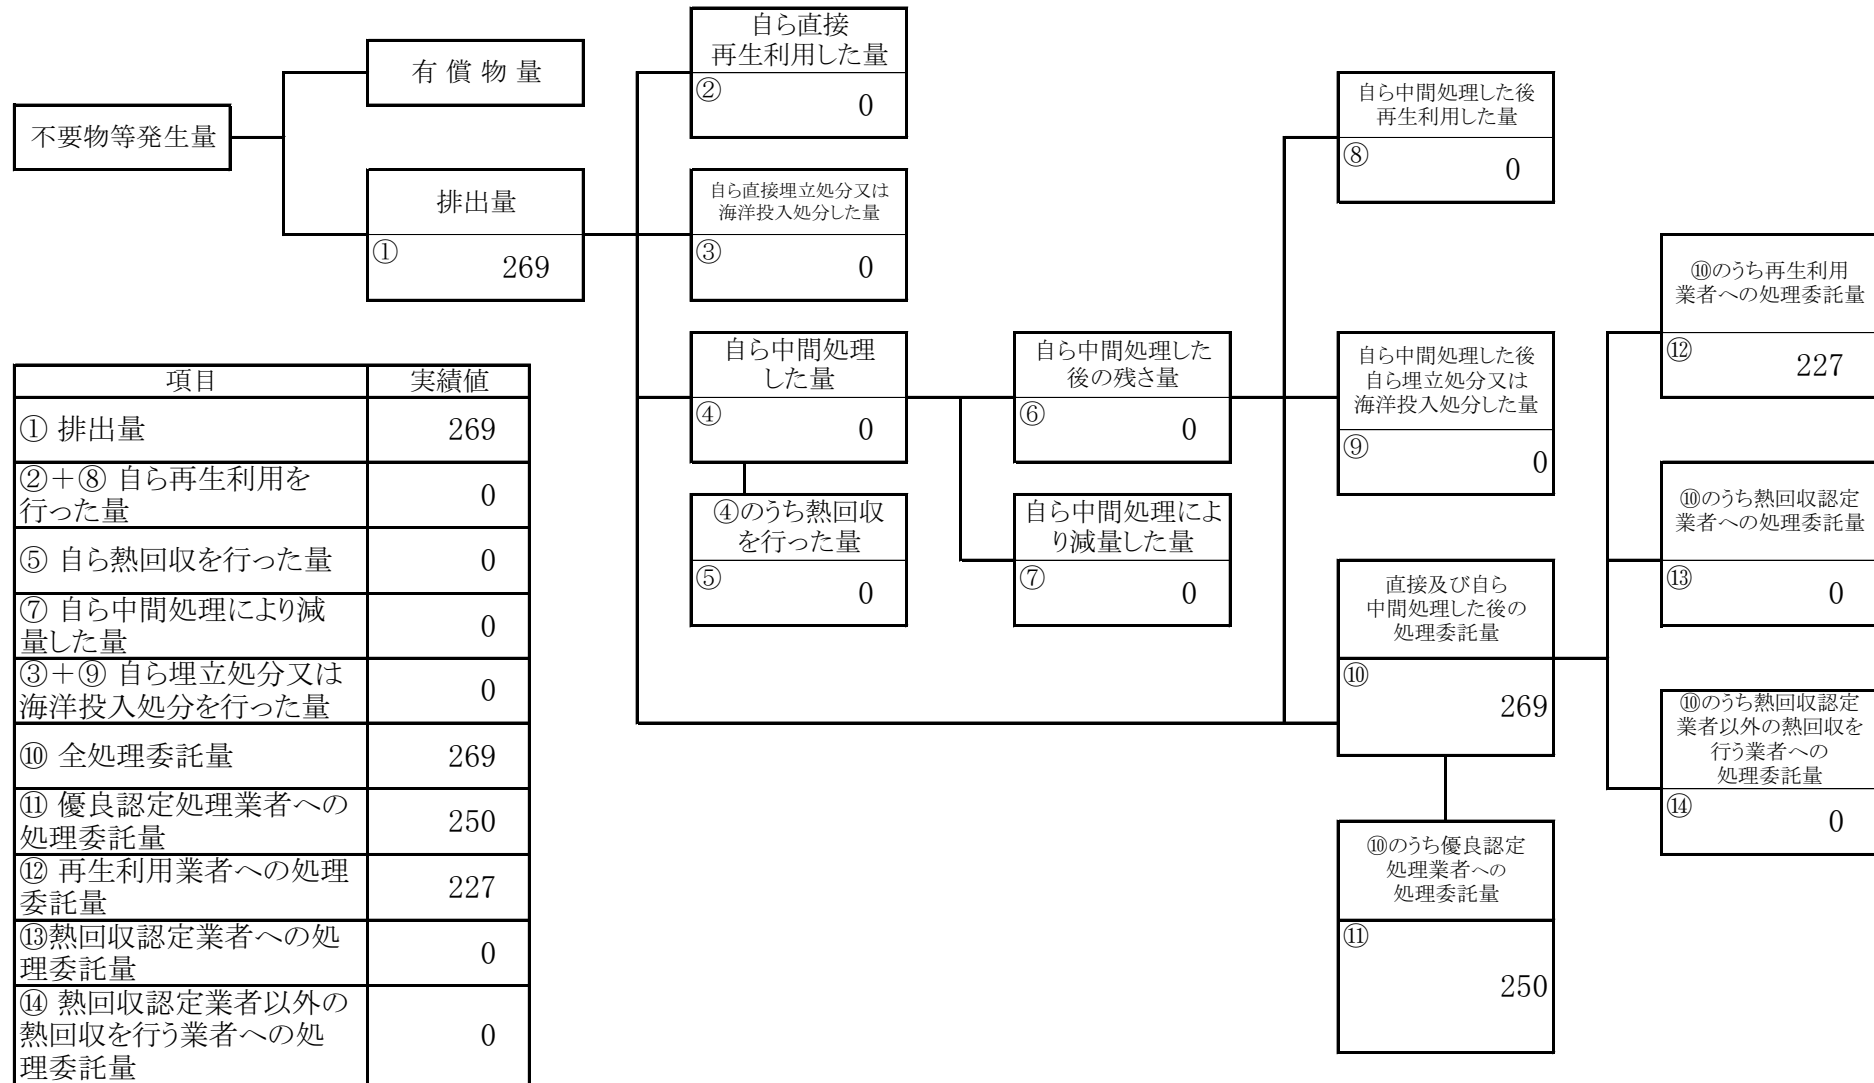 不要物等発生量
有償物量
排出量
①
269
自ら直接
再生利用した量
②
0
自ら直接埋立処分又は
海洋投入処分した量
③
0
自ら中間処理
した量
④
0
④のうち熱回収
を行った量
⑤
0
自ら中間処理した
後の残さ量
⑥
0
自ら中間処理によ
り減量した量
⑦
0
自ら中間処理した後
再生利用した量
⑧
0
自ら中間処理した後
自ら埋立処分又は
海洋投入処分した量
⑨
0
直接及び自ら
中間処理した後の
処理委託量
⑩
269
⑩のうち優良認定
処理業者への
処理委託量
⑪
250
⑩のうち再生利用
業者への処理委託量
⑫
227
⑩のうち熱回収認定
業者への処理委託量
⑬
0
⑩のうち熱回収認定
業者以外の熱回収を
行う業者への
処理委託量
⑭
0
項目 実績値
① 排出量 269
②＋⑧ 自ら再生利用を
行った量 0
⑤ 自ら熱回収を行った量 0
⑦ 自ら中間処理により減
量した量 0
③＋⑨ 自ら埋立処分又は
海洋投入処分を行った量 0
⑩ 全処理委託量 269
⑪ 優良認定処理業者への
処理委託量 250
⑫ 再生利用業者への処理
委託量 227
⑬熱回収認定業者への処
理委託量 0
⑭ 熱回収認定業者以外の
熱回収を行う業者への処
理委託量 0